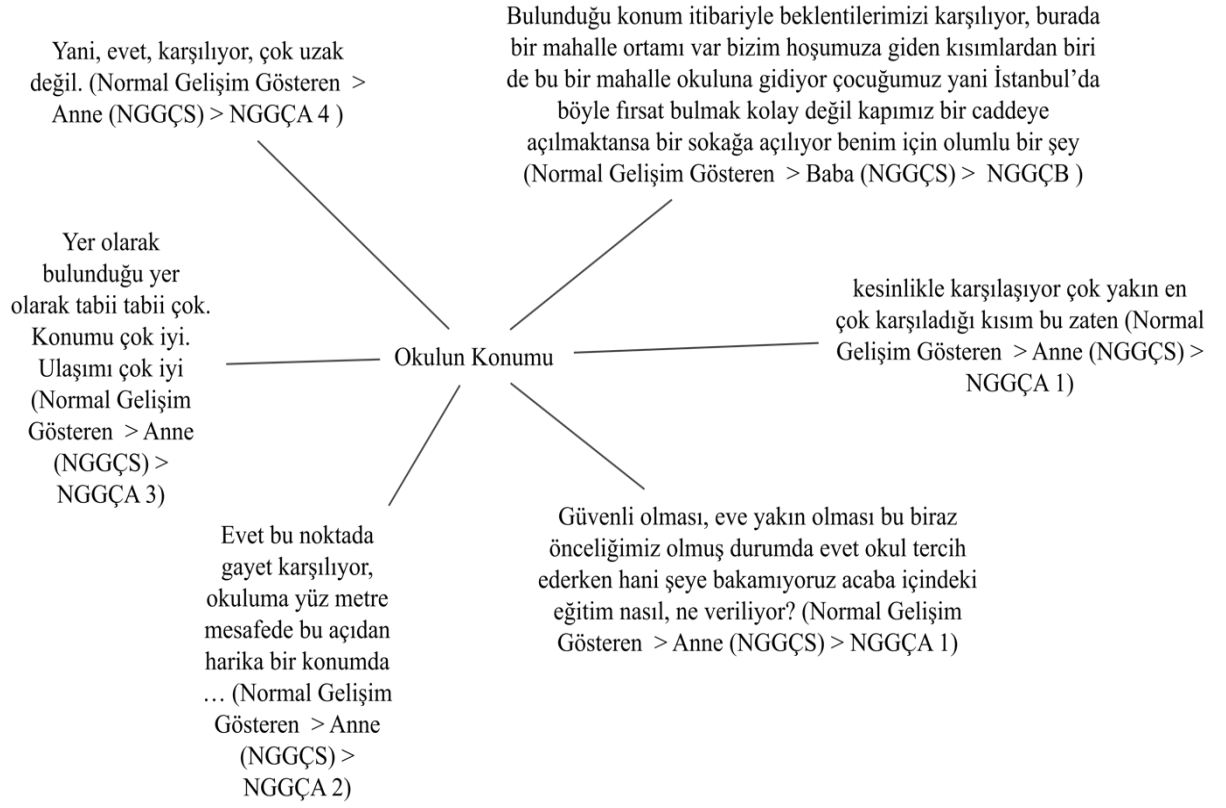 Yani, evet, karşılıyor, çok uzak
değil. (Normal Gelişim Gösteren  >
Anne (NGGÇS) > NGGÇA 4 )
Bulunduğu konum itibariyle beklentilerimizi karşılıyor, burada
bir mahalle ortamı var bizim hoşumuza giden kısımlardan biri
de bu bir mahalle okuluna gidiyor çocuğumuz yani İstanbul’da
böyle fırsat bulmak kolay değil kapımız bir caddeye
açılmaktansa bir sokağa açılıyor benim için olumlu bir şey
(Normal Gelişim Gösteren  > Baba (NGGÇS) >  NGGÇB )
Yer olarak
bulunduğu yer
olarak tabii tabii çok.
Konumu çok iyi.
Ulaşımı çok iyi
(Normal Gelişim
Gösteren  > Anne
(NGGÇS) >
NGGÇA 3)
Okulun Konumu
kesinlikle karşılaşıyor çok yakın en
çok karşıladığı kısım bu zaten (Normal
Gelişim Gösteren  > Anne (NGGÇS) >
NGGÇA 1)
Evet bu noktada
gayet karşılıyor,
okuluma yüz metre
mesafede bu açıdan
harika bir konumda
… (Normal Gelişim
Gösteren  > Anne
(NGGÇS) >
NGGÇA 2)
Güvenli olması, eve yakın olması bu biraz
önceliğimiz olmuş durumda evet okul tercih
ederken hani şeye bakamıyoruz acaba içindeki
eğitim nasıl, ne veriliyor? (Normal Gelişim
Gösteren  > Anne (NGGÇS) > NGGÇA 1)